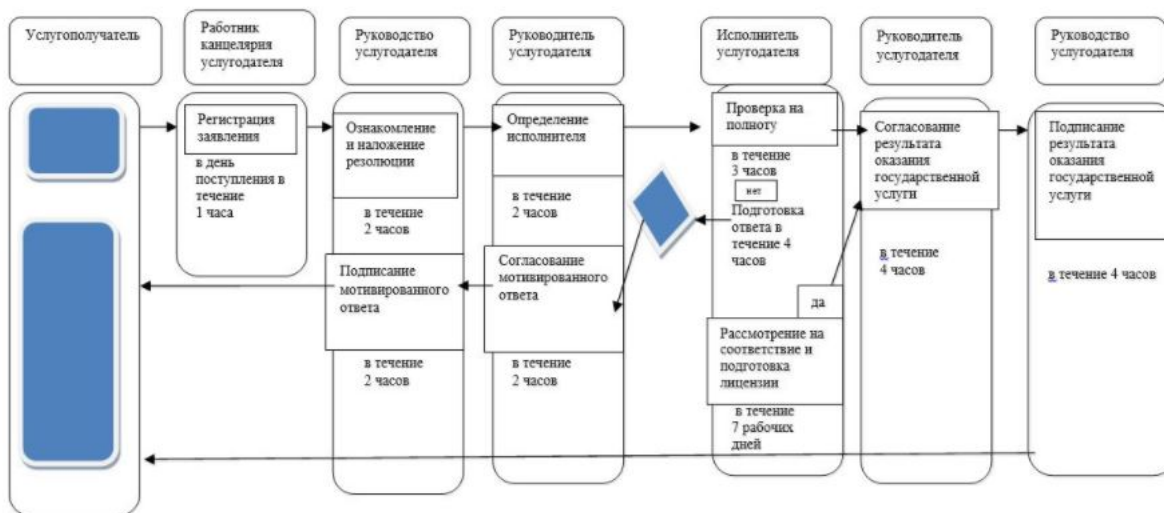 Услугополучатель
Работник
канцелярия
услугодателя
Руководство
услугодателя
Руководитель
услугодателя
Исполнитель
услугодателя
Руководитель
услугодателя
Руководство
услугодателя
Регистрация
заявления
в день
поступления в
течение
1 часа
Ознакомление
и наложение
резолюции
в течение
2 часов
Подписание
мотивированного
ответа
в течение
2 часов
Определение
исполнителя
в течение
2 часов
Согласование
мотивированного
ответа
в течение
2 часов
Проверка на
полноту
в течение
3 часов
нет
Подготовка
ответа в
течение 4
часов
да
Рассмотрение на
соответствие и
подготовка
лицензии
в течение
7 рабочих
дней
Согласование
результата
оказания
государственной
услуги
в течение
4 часов
Подписание
результата
оказания
государственной
услуги
в течение 4 часов